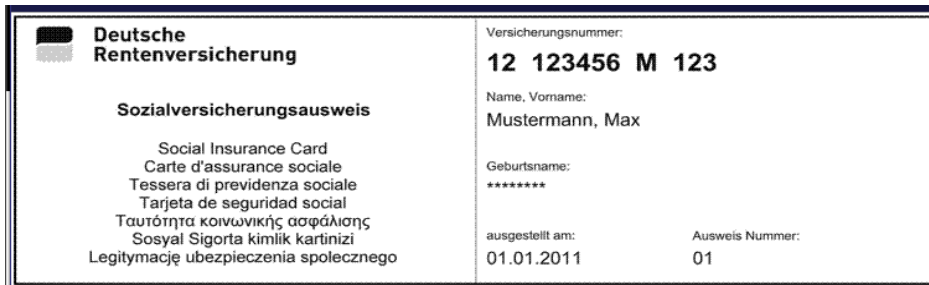 Deutsche
Rentenversicherung
Sozialversicherungsausweis
Social Insurance Card
Carte d'assurance sociale
Tessera di previdenza sociale
Tarjeta de seguridad social
Ταυτότητα κοινωνικής ασφάλισης
Sosyal Sigorta kimlik kartinizi
Legitymację ubezpieczenia spolecznego
Versicherungsnummer:
12 123456 M 123
Name, Vorname:
Mustermann, Max
Geburtsname:
********
ausgestellt am: Ausweis Nummer:
01.01.2011 01